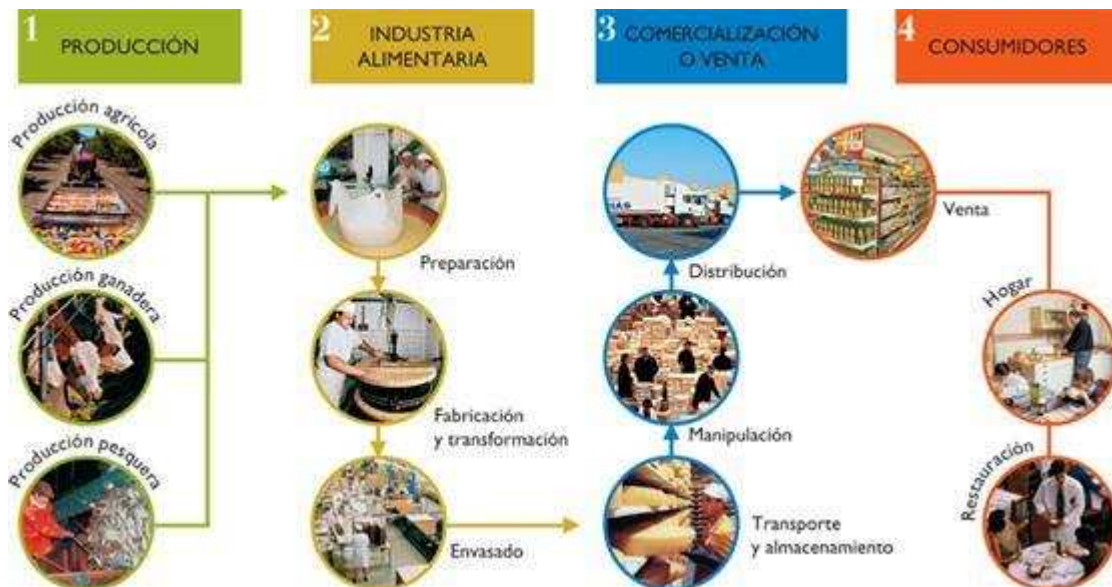 1 PRODUCCIÓN
2 INDUSTRIA
ALIMENTARIA
3 COMERCIALIZACIÓN
O VENTA
4 CONSUMIDORES
Producción agrícola
Producción ganadera
Producción pesquera
Preparación
Fabricación
y transformación
Envasado
Distribución
Manipulación
Transporte
y almacenamiento
Venta
Hogar
Restauración